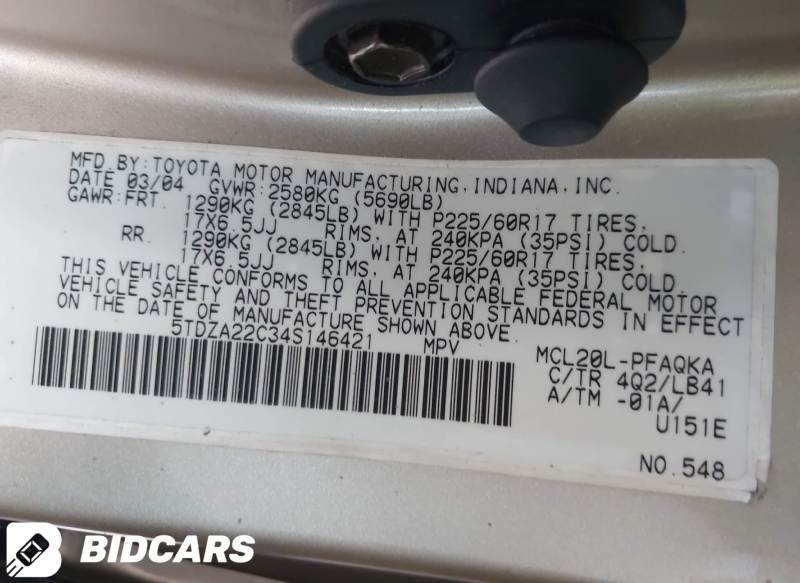 MFD. BY: TOYOTA MOTOR MANUFACTURING, INDIANA, INC.
DATE 03/04 GVWR: 2580KG (5690LB)
GAWR: FRT. 1290KG (2845LB) WITH P225/60R17 TIRES,
17X6.5JJ RIMS, AT 240KPA (35PSI) COLD.
RR. 1290KG (2845LB) WITH P225/60R17 TIRES,
17X6.5JJ RIMS, AT 240KPA (35PSI) COLD.
THIS VEHICLE CONFORMS TO ALL APPLICABLE FEDERAL MOTOR
VEHICLE SAFETY AND THEFT PREVENTION STANDARDS IN EFFECT
ON THE DATE OF MANUFACTURE SHOWN ABOVE.
5TDZA22C34S146421 MPV MCL20L-PFAQKA
C/TR 4Q2/LB41
A/TM -01A/
U151E
NO.548
BIDCARS